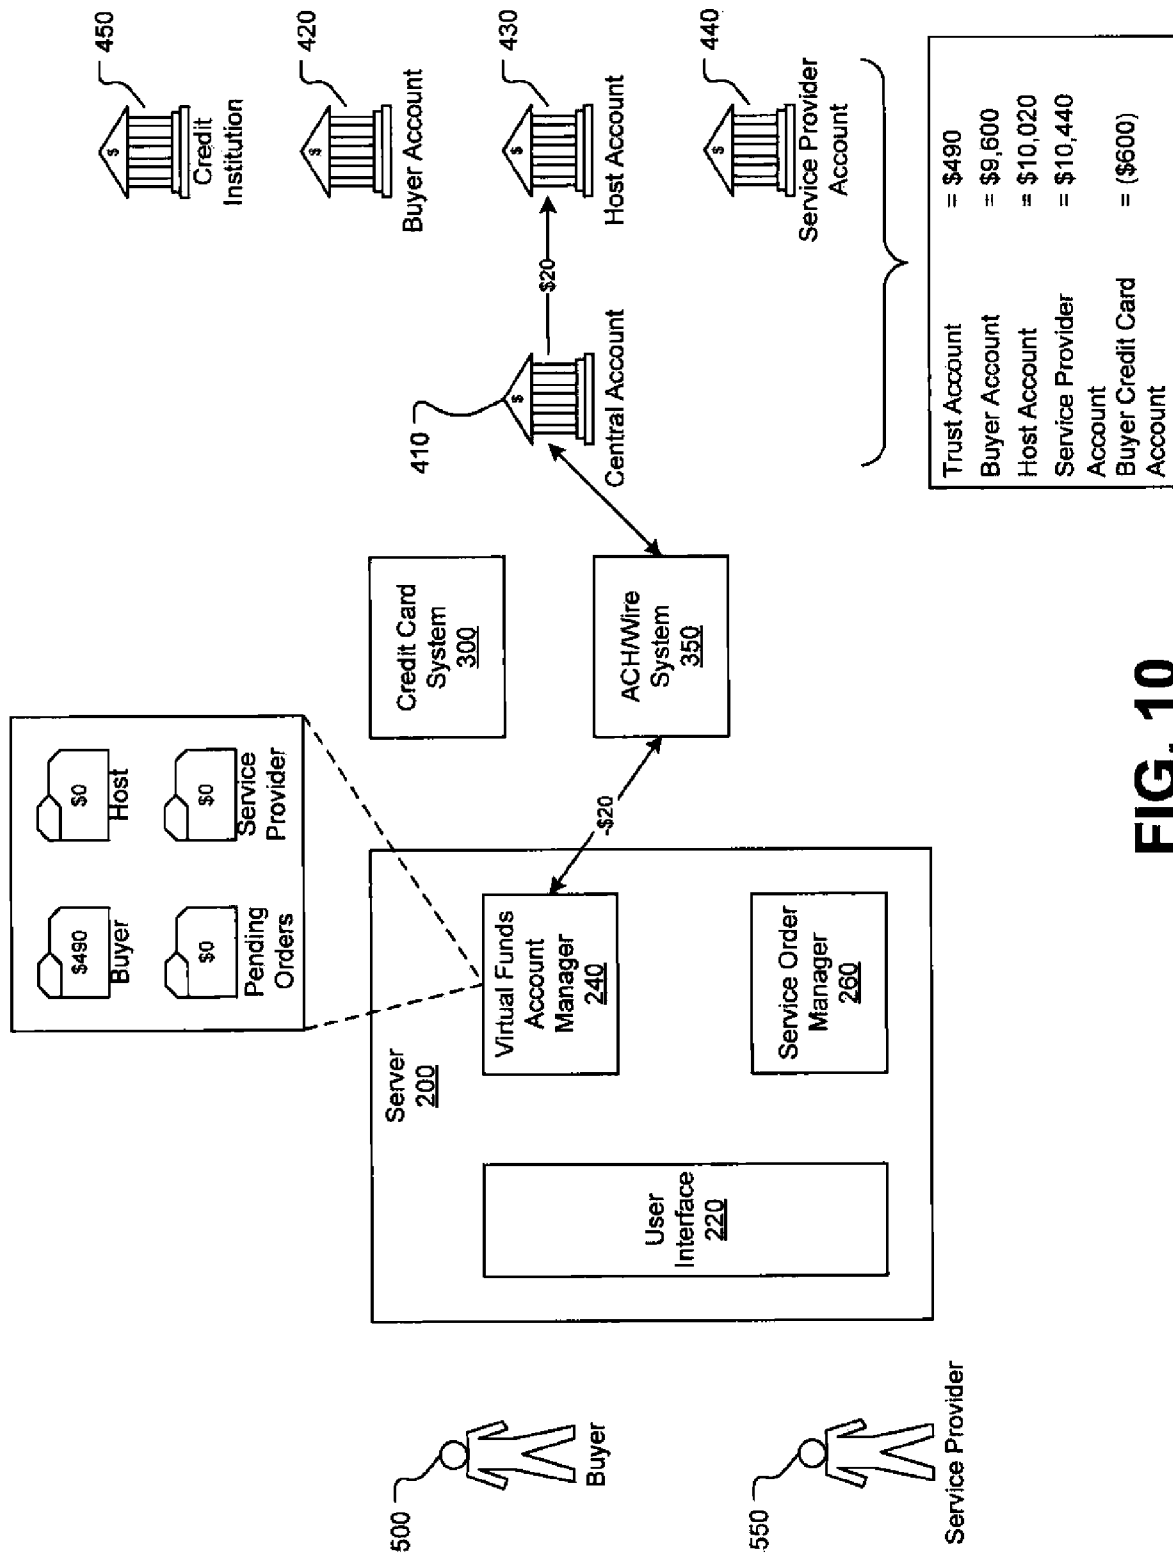 $490
Buyer
$0
Host
$0
Pending
Orders
$0
Service
Provider
500
Buyer
550
Service Provider
Server
200
User
Interface
220
Virtual Funds
Account
Manager
240
Service Order
Manager
260
-$20
Credit Card
System
300
ACH/Wire
System
350
410
$
Central Account
$20
450
$
Credit
Institution
420
$
Buyer Account
430
$
Host Account
440
$
Service Provider
Account
Trust Account = $490
Buyer Account = $9,600
Host Account = $10,020
Service Provider = $10,440
Account
Buyer Credit Card = ($600)
Account
FIG. 10